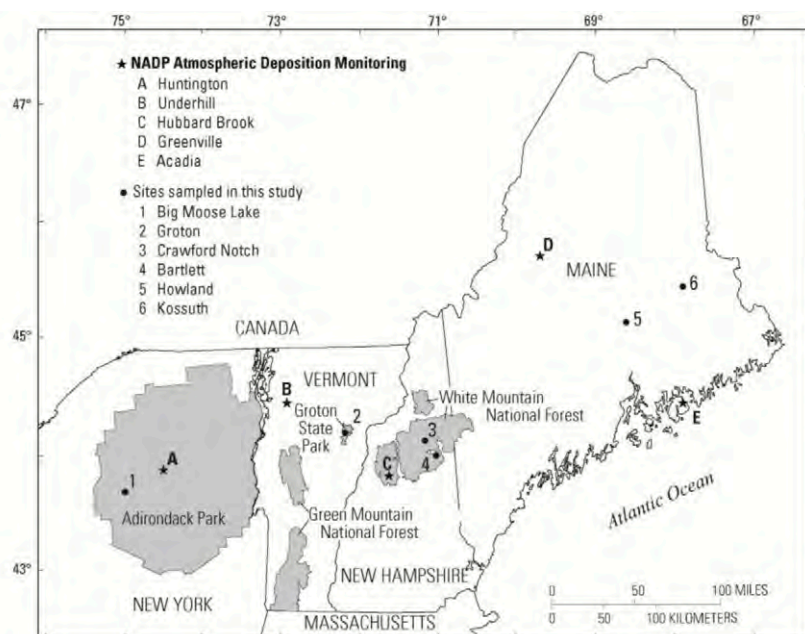 75° 73° 71° 69° 67°
★ NADP Atmospheric Deposition Monitoring
A Huntington
B Underhill
C Hubbard Brook
D Greenville
E Acadia
• Sites sampled in this study
1 Big Moose Lake
2 Groton
3 Crawford Notch
4 Bartlett
5 Howland
6 Kossuth
47°
45°
43°
CANADA
D
MAINE
6
5
B
VERMONT
Groton
State
Park
2
White Mountain
National Forest
3
4
C
E
A
1
Adirondack Park
Green Mountain
National Forest
Atlantic Ocean
NEW HAMPSHIRE
NEW YORK
MASSACHUSETTS
0 50 100 MILES
0 50 100 KILOMETERS